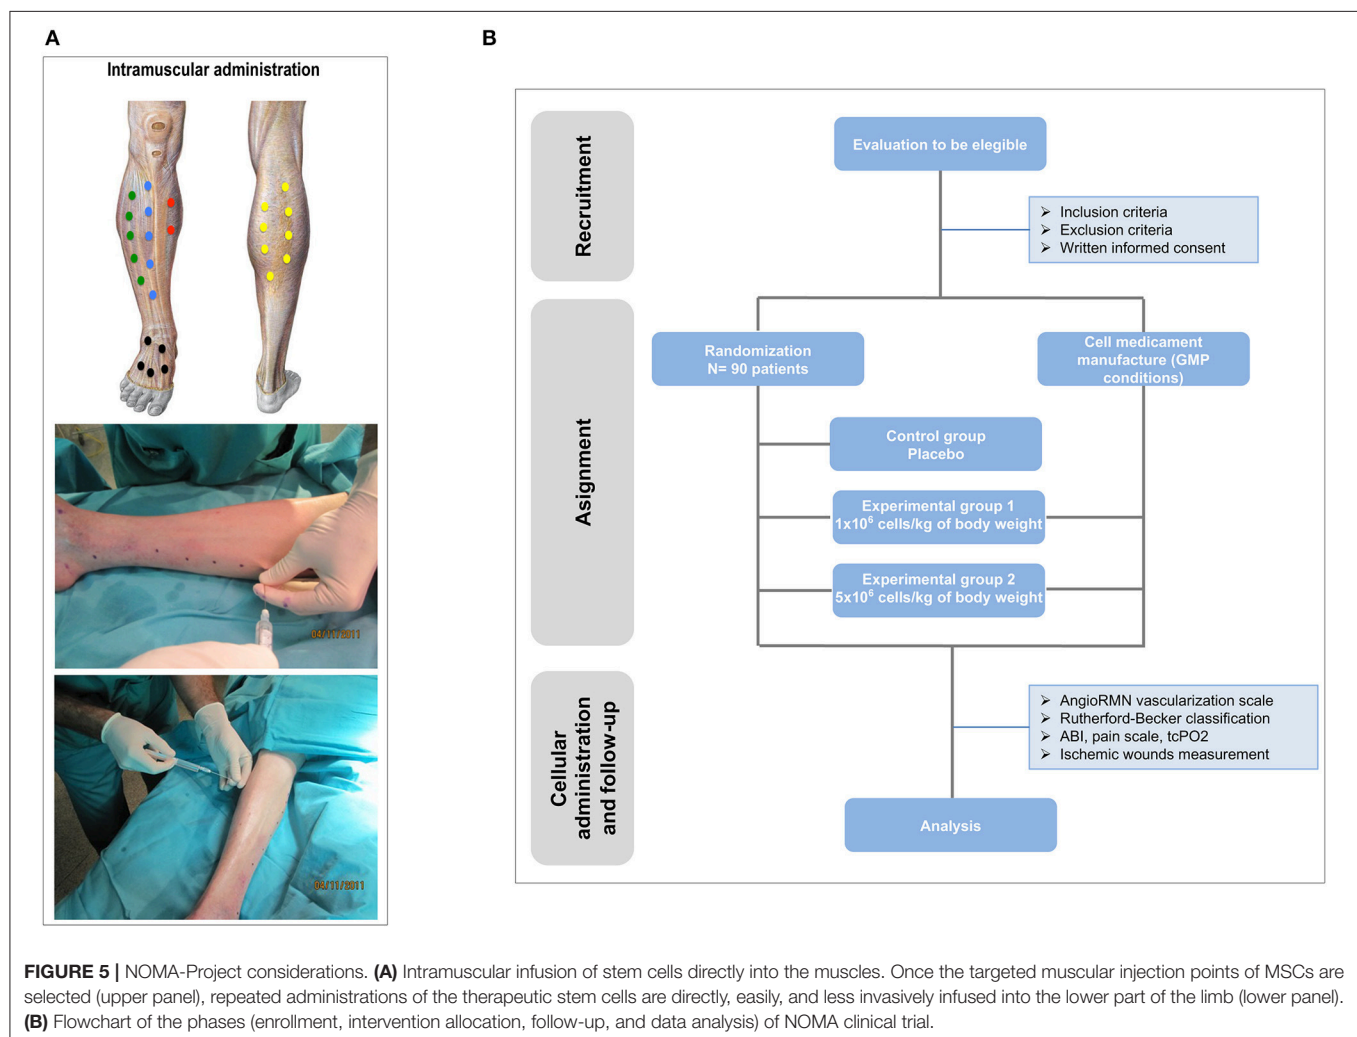 A
Intramuscular administration
04/11/2011
04/11/2011
B
Recruitment
Evaluation to be elegible
➢ Inclusion criteria
➢ Exclusion criteria
➢ Written informed consent
Asignment
Randomization
N= 90 patients
Cell medicament
manufacture (GMP
conditions)
Control group
Placebo
Experimental group 1
1x10⁶ cells/kg of body weight
Experimental group 2
5x10⁶ cells/kg of body weight
Cellular
administration
and follow-up
➢ AngioRMN vascularization scale
➢ Rutherford-Becker classification
➢ ABI, pain scale, tcPO2
➢ Ischemic wounds measurement
Analysis
FIGURE 5 | NOMA-Project considerations. (A) Intramuscular infusion of stem cells directly into the muscles. Once the targeted muscular injection points of MSCs are
selected (upper panel), repeated administrations of the therapeutic stem cells are directly, easily, and less invasively infused into the lower part of the limb (lower panel).
(B) Flowchart of the phases (enrollment, intervention allocation, follow-up, and data analysis) of NOMA clinical trial.